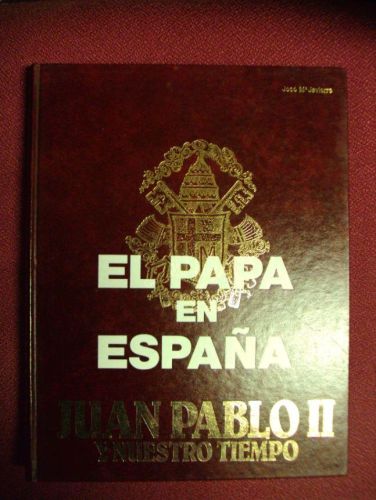 José Mª Javierre
EL PAPA
EN
ESPAÑA
JUAN PABLO II
Y NUESTRO TIEMPO